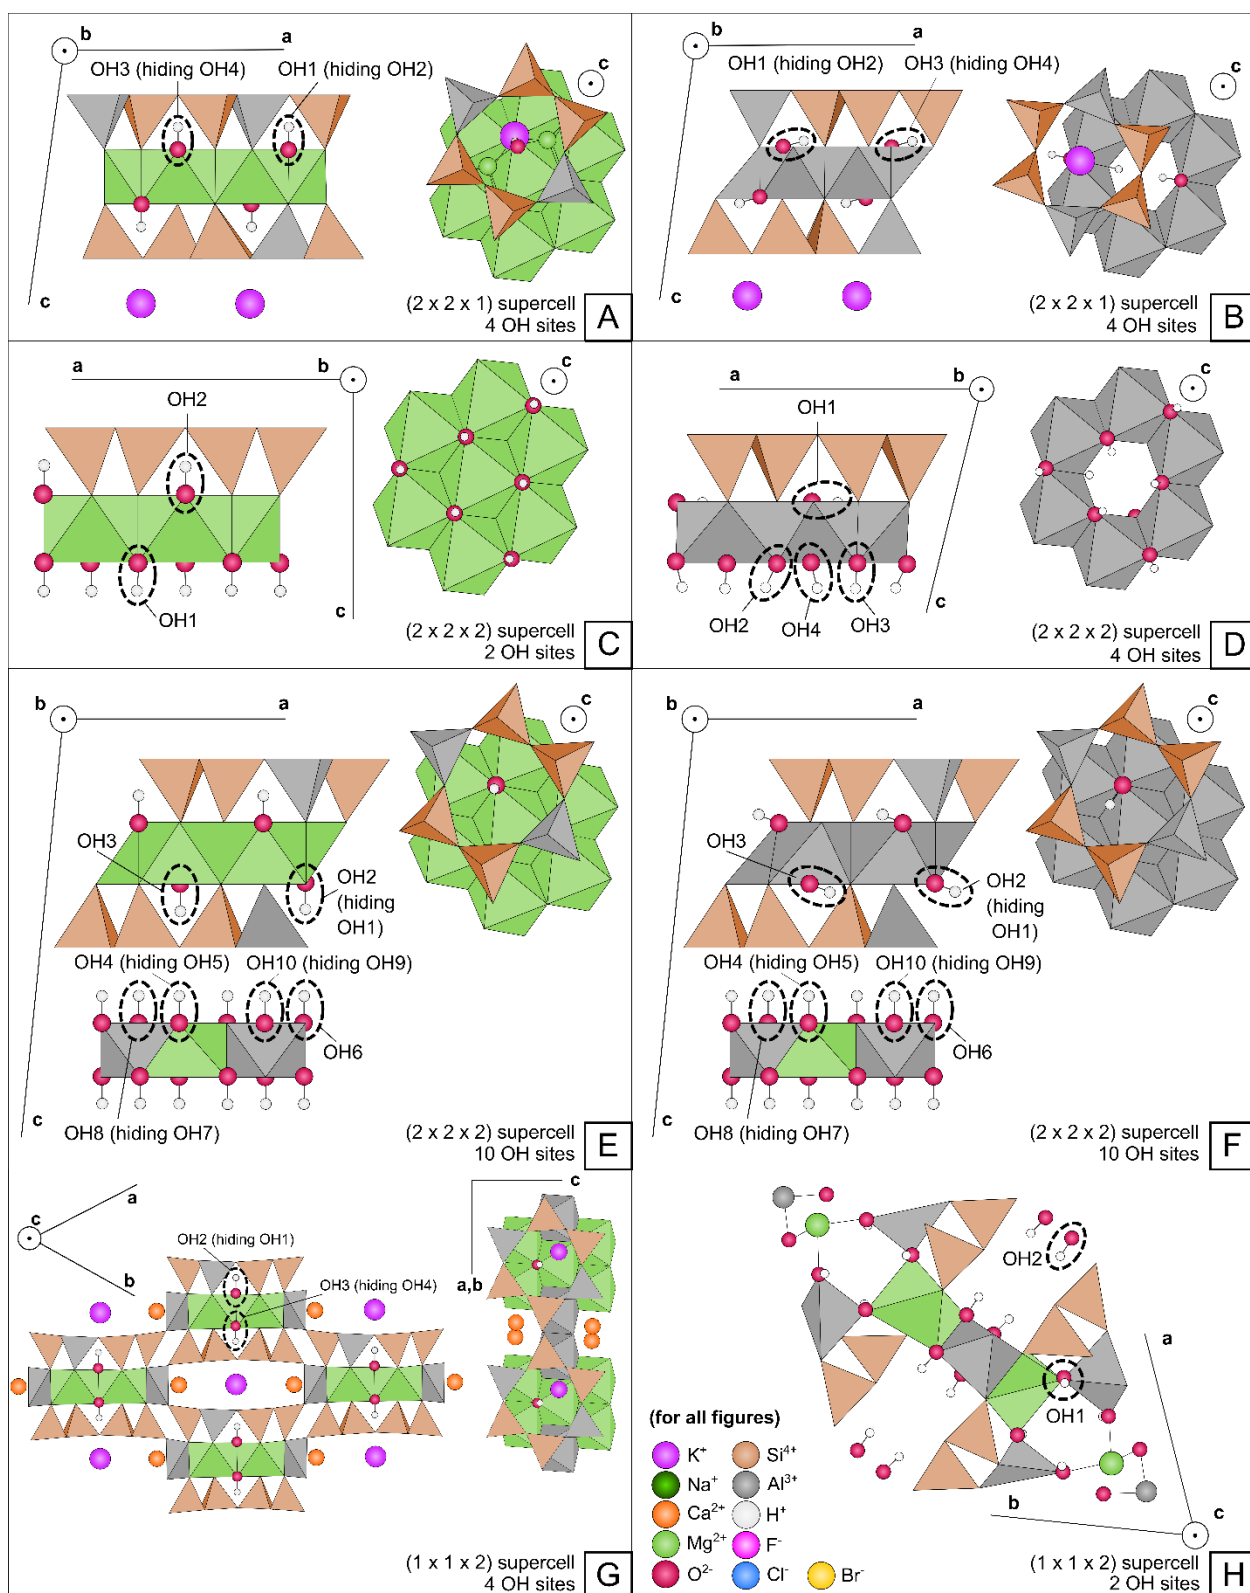 b
a
OH3 (hiding OH4)
OH1 (hiding OH2)
c
c
(2 x 2 x 1) supercell
4 OH sites
A
b
a
OH1 (hiding OH2)
OH3 (hiding OH4)
c
c
(2 x 2 x 1) supercell
4 OH sites
B
a
b
OH2
c
c
OH1
(2 x 2 x 2) supercell
2 OH sites
C
a
b
OH1
c
c
OH2
OH4
OH3
(2 x 2 x 2) supercell
4 OH sites
D
b
a
c
OH3
OH2
(hiding
OH1)
OH4 (hiding OH5)
OH10 (hiding OH9)
OH6
c
OH8 (hiding OH7)
(2 x 2 x 2) supercell
10 OH sites
E
b
a
c
OH3
OH2
(hiding
OH1)
OH4 (hiding OH5)
OH10 (hiding OH9)
OH6
c
OH8 (hiding OH7)
(2 x 2 x 2) supercell
10 OH sites
F
a
c
b
OH2 (hiding OH1)
OH3 (hiding OH4)
c
a,b
(1 x 1 x 2) supercell
4 OH sites
G
OH2
a
OH1
b
c
(1 x 1 x 2) supercell
2 OH sites
H
(for all figures)
K⁺
Si⁴⁺
Na⁺
Al³⁺
Ca²⁺
H⁺
Mg²⁺
F⁻
O²⁻
Cl⁻
Br⁻